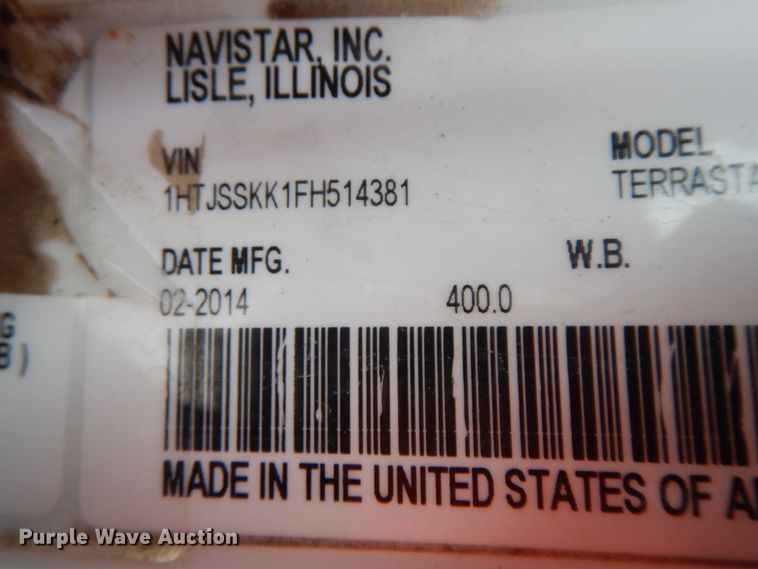 NAVISTAR, INC.
LISLE, ILLINOIS
VIN
MODEL
1HTJSSKK1FH514381
TERRASTA
DATE MFG.
W.B.
02-2014
400.0
G
B )
MADE IN THE UNITED STATES OF A
Purple Wave Auction